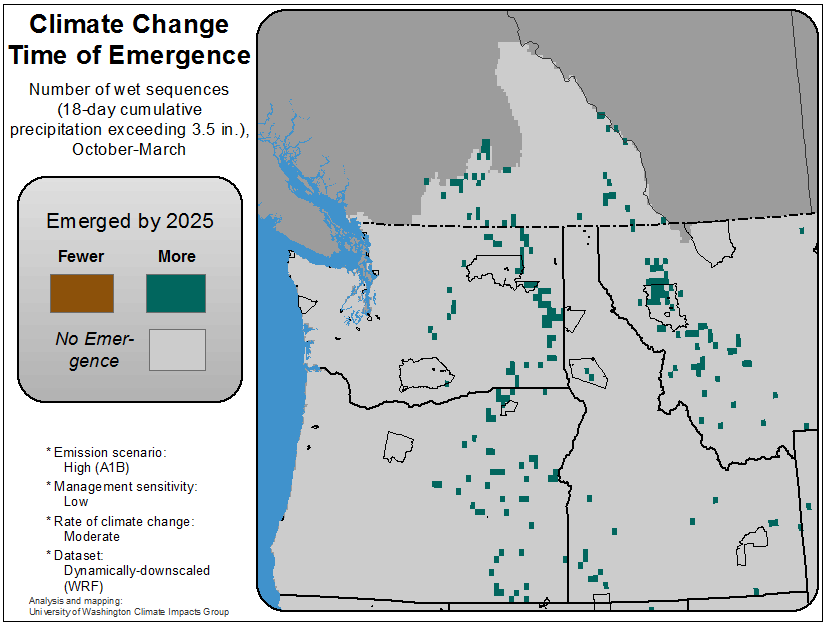 Climate Change
Time of Emergence
Number of wet sequences
(18-day cumulative
precipitation exceeding 3.5 in.),
October-March
Emerged by 2025
Fewer More
No Emer-
gence
* Emission scenario:
High (A1B)
* Management sensitivity:
Low
* Rate of climate change:
Moderate
* Dataset:
Dynamically-downscaled
(WRF)
Analysis and mapping:
University of Washington Climate Impacts Group